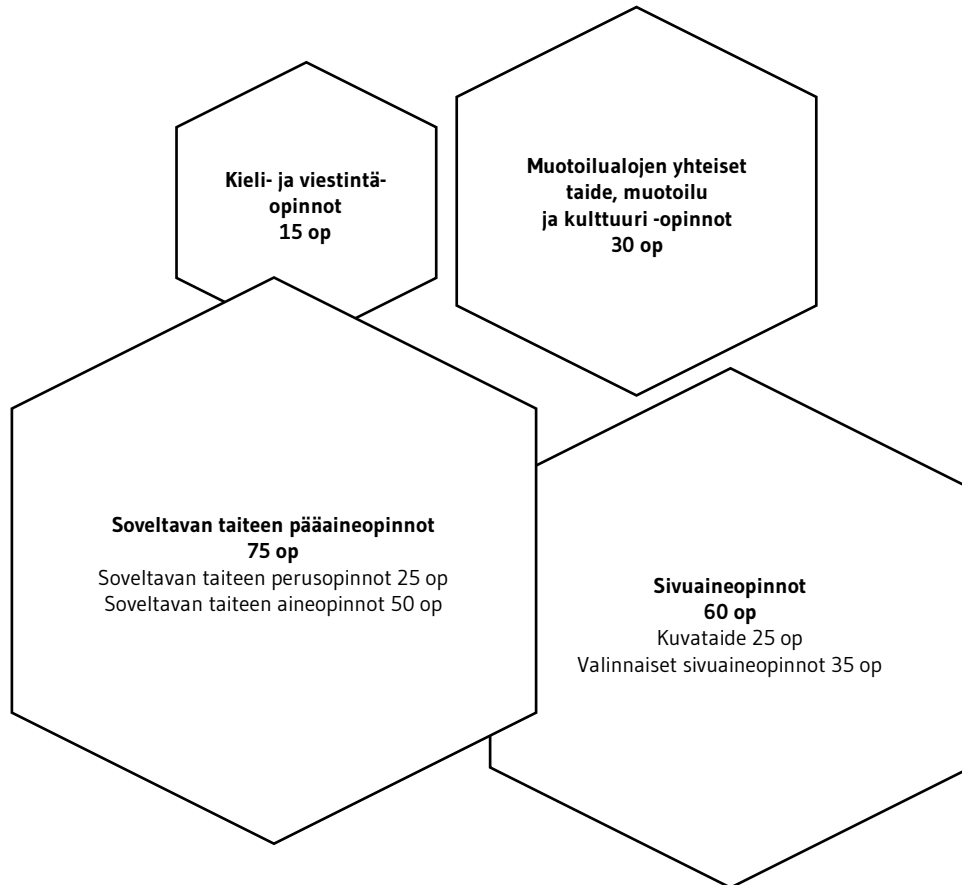 Kieli- ja viestintä-
opinnot
15 op
Muotoilualojen yhteiset
taide, muotoilu
ja kulttuuri -opinnot
30 op
Soveltavan taiteen pääaineopinnot
75 op
Soveltavan taiteen perusopinnot 25 op
Soveltavan taiteen aineopinnot 50 op
Sivuaineopinnot
60 op
Kuvataide 25 op
Valinnaiset sivuaineopinnot 35 op